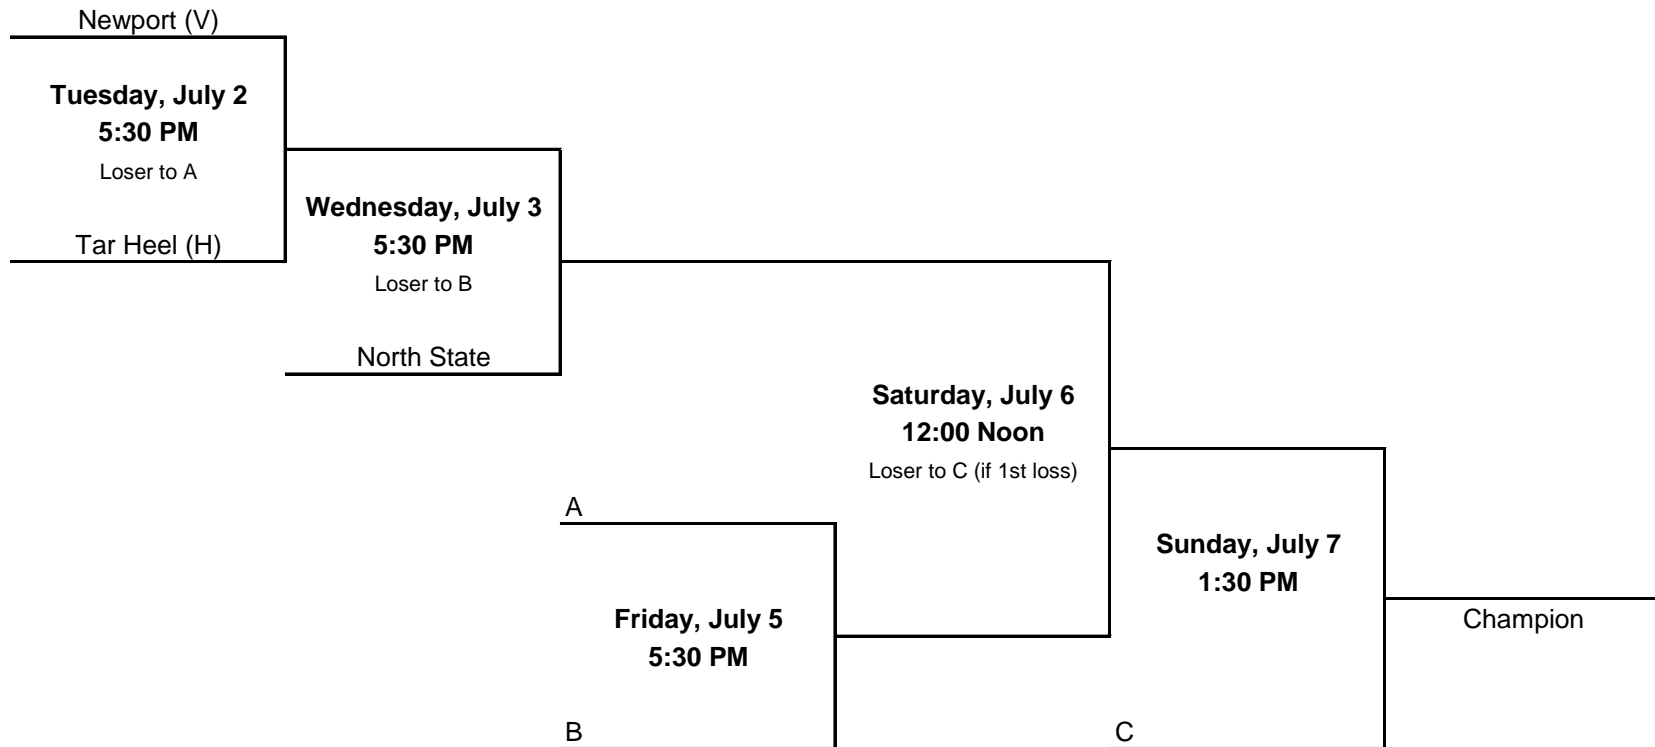 Newport (V)
Tuesday, July 2
5:30 PM
Loser to A
Tar Heel (H)
Wednesday, July 3
5:30 PM
Loser to B
North State
Saturday, July 6
12:00 Noon
Loser to C (if 1st loss)
A
Friday, July 5
5:30 PM
B
Sunday, July 7
1:30 PM
C
Champion